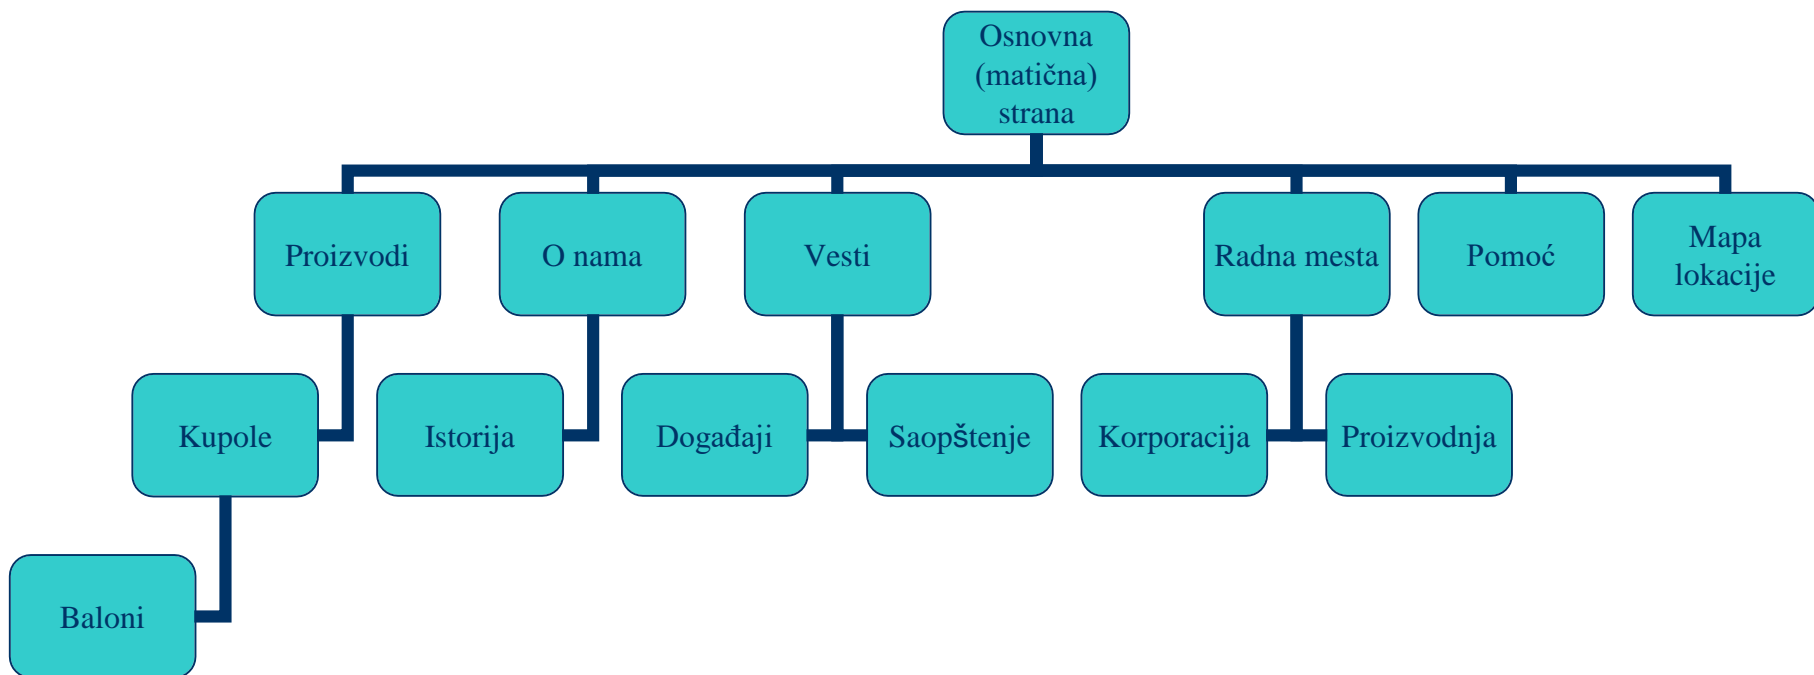 Osnovna
(matična)
strana
Proizvodi
O nama
Vesti
Radna mesta
Pomoć
Mapa
lokacije
Kupole
Istorija
Događaji
Saopštenje
Korporacija
Proizvodnja
Baloni